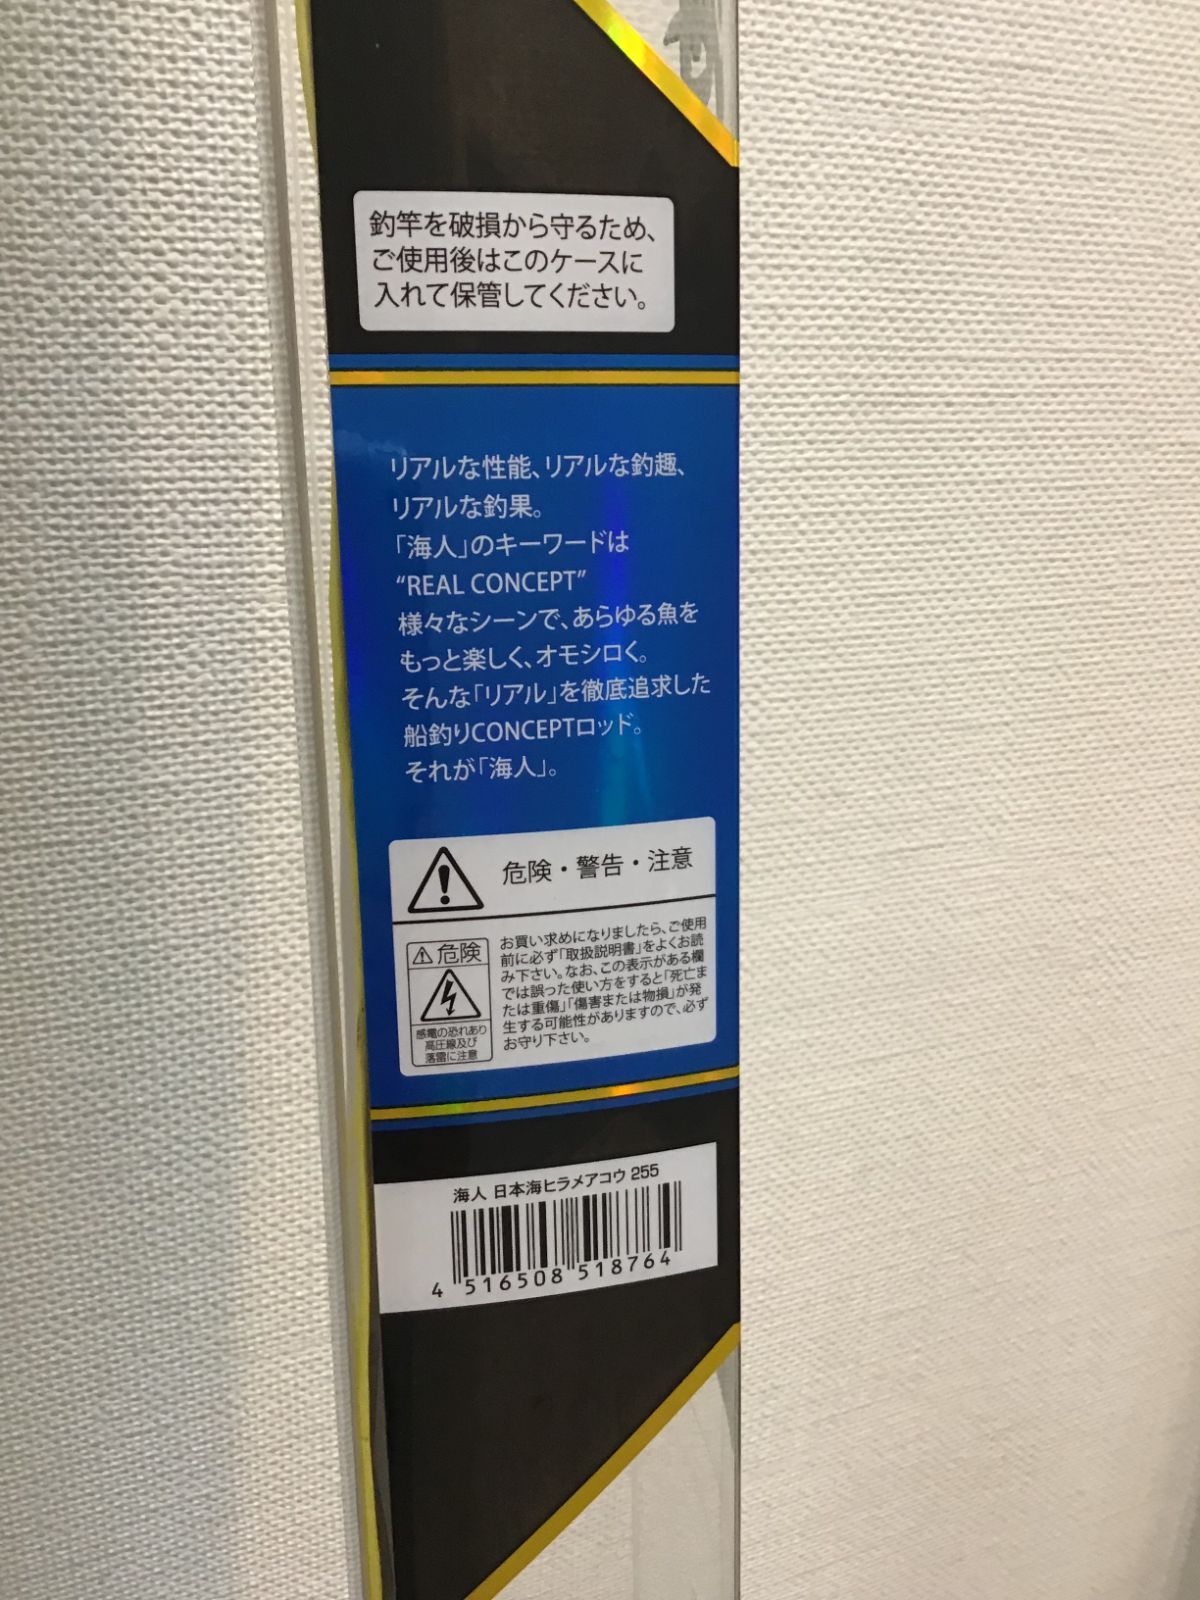 釣竿を破損から守るため、
ご使用後はこのケースに
入れて保管してください。
リアルな性能、リアルな釣趣、
リアルな釣果。
「海人」のキーワードは
“REAL CONCEPT”
様々なシーンで、あらゆる魚を
もっと楽しく、オモシロく。
そんな「リアル」を徹底追求した
船釣りCONCEPTロッド。
それが「海人」。
危険・警告・注意
危険
感電の恐れあり
高圧線及び
落雷に注意
お買い求めになりましたら、ご使用
前に必ず「取扱説明書」をよくお読
み下さい。なお、この表示がある欄
では誤った使い方をすると「死亡ま
たは重傷」「傷害または物損」が発
生する可能性がありますので、必ず
お守り下さい。
海人 日本海ヒラメアコウ 255
4 516508 518764